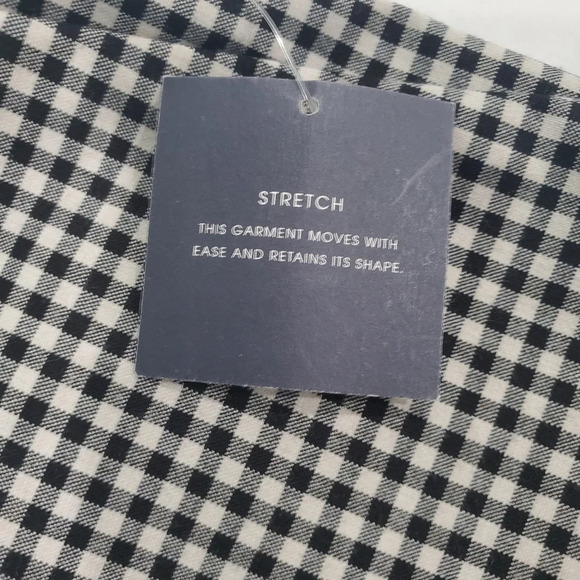 STRETCH
THIS GARMENT MOVES WITH
EASE AND RETAINS ITS SHAPE.